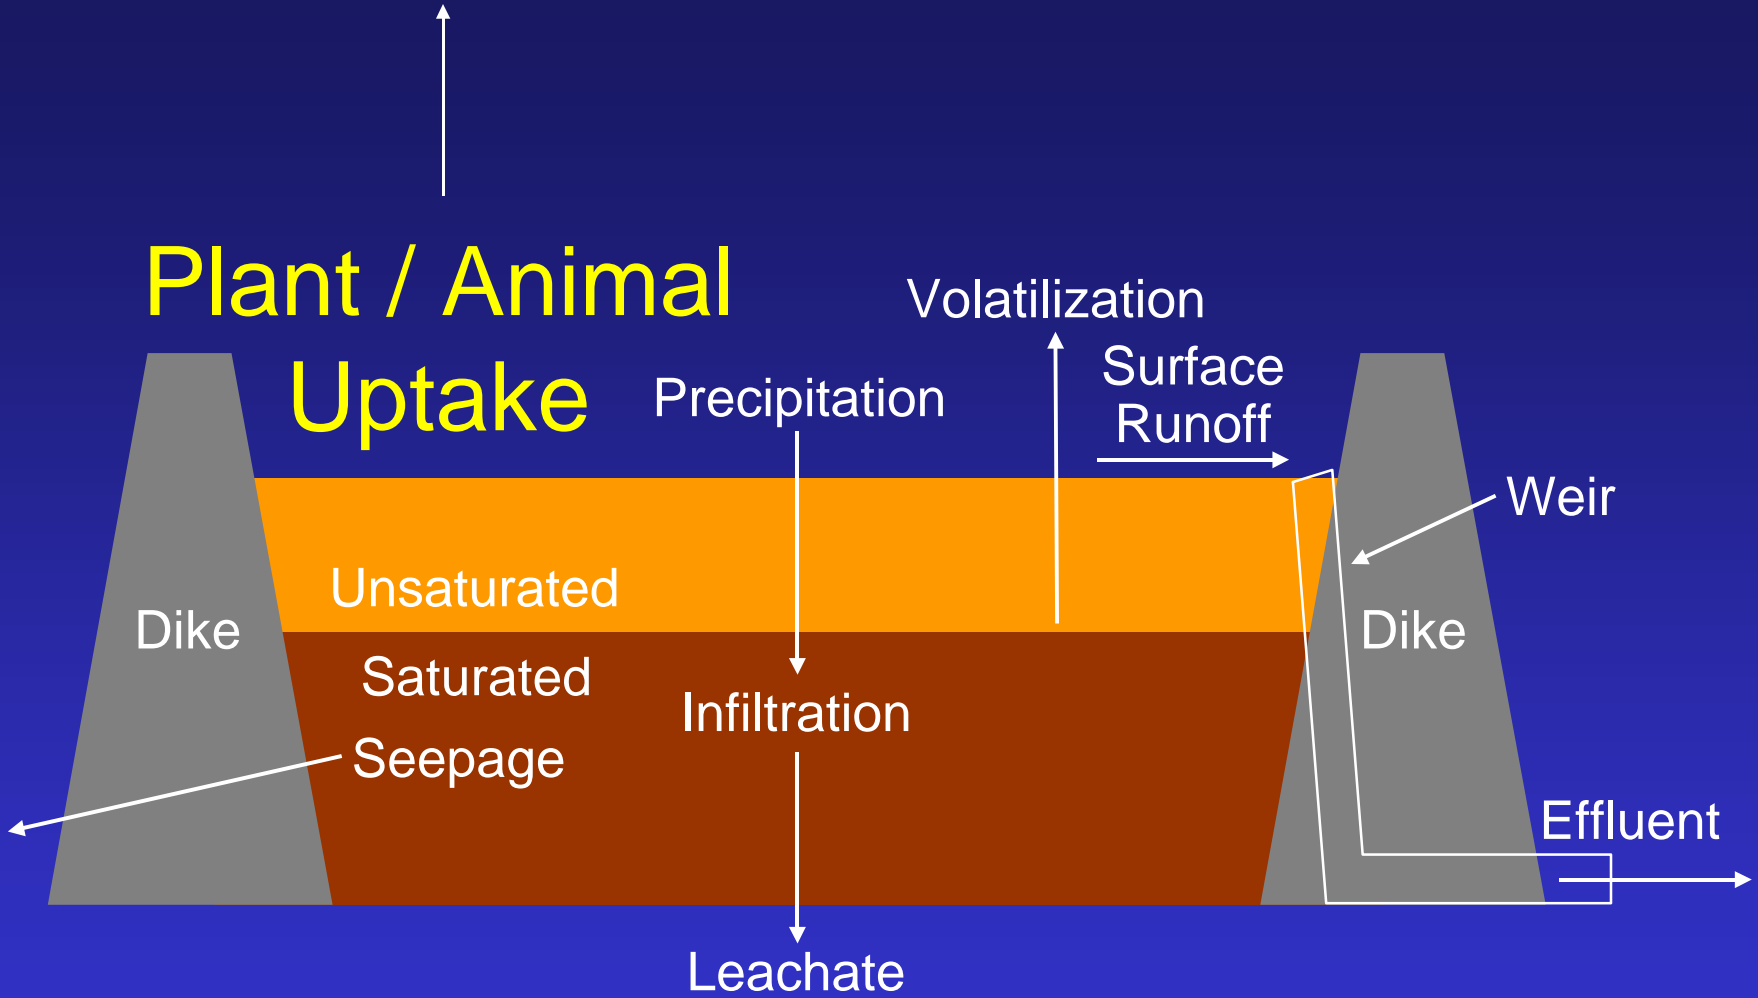 Plant / Animal
Uptake
Volatilization
Surface
Runoff
Precipitation
Weir
Unsaturated
Dike
Dike
Saturated
Infiltration
Seepage
Effluent
Leachate